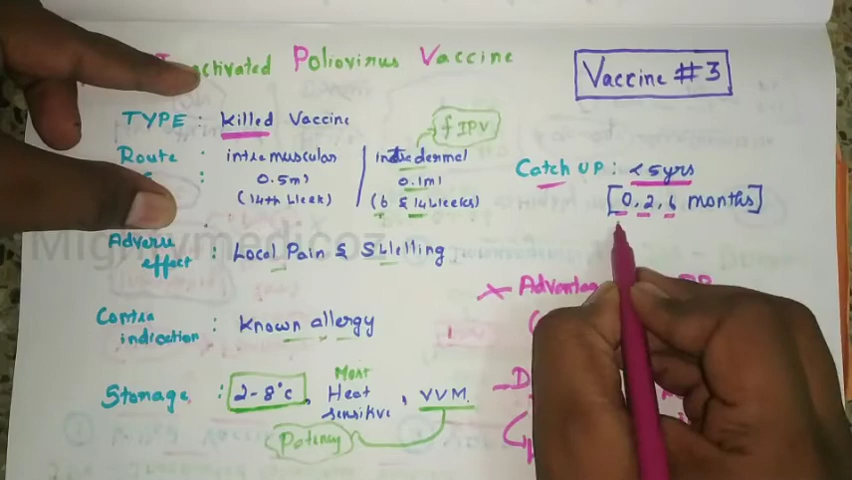 Inactivated Poliovirus Vaccine
Vaccine #3
TYPE : Killed Vaccine
f IPV
Route : intramuscular
0.5ml
(14th week)
intradermal
0.1ml
(6 & 14 weeks)
Catch UP : < 5yrs
[0, 2, 6 months]
Adverse effect : Local Pain & Swelling
Contra indication : Known allergy
Storage : 2-8°C, Most Heat Sensitive, VVM
Potency
Mightymedicoz